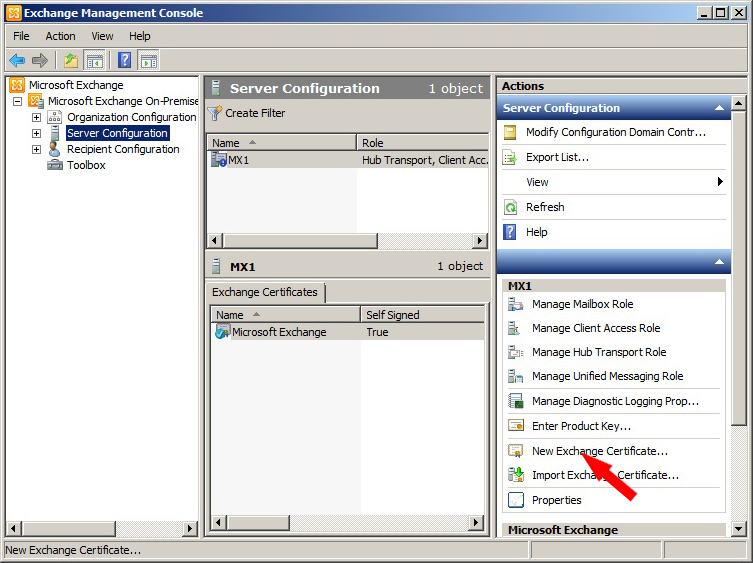 Exchange Management Console
File Action View Help
Microsoft Exchange
Microsoft Exchange On-Premise
Organization Configuration
Server Configuration
Recipient Configuration
Toolbox
Server Configuration 1 object
Create Filter
Name Role
MX1 Hub Transport, Client Acc.
MX1 1 object
Exchange Certificates
Name Self Signed
Microsoft Exchange True
Actions
Server Configuration
Modify Configuration Domain Contr...
Export List...
View
Refresh
Help
MX1
Manage Mailbox Role
Manage Client Access Role
Manage Hub Transport Role
Manage Unified Messaging Role
Manage Diagnostic Logging Prop...
Enter Product Key...
New Exchange Certificate...
Import Exchange Certificate...
Properties
Microsoft Exchange
New Exchange Certificate...